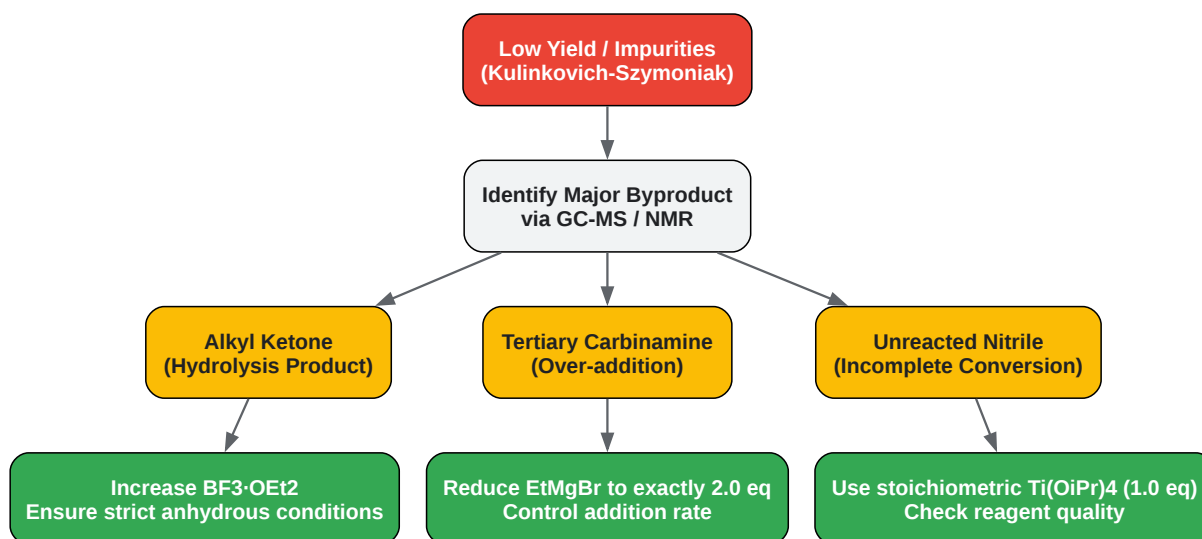 Low Yield / Impurities
(Kulinkovich-Szymoniak)
Identify Major Byproduct
via GC-MS / NMR
Alkyl Ketone
(Hydrolysis Product)
Tertiary Carbinamine
(Over-addition)
Unreacted Nitrile
(Incomplete Conversion)
Increase BF3·OEt2
Ensure strict anhydrous conditions
Reduce EtMgBr to exactly 2.0 eq
Control addition rate
Use stoichiometric Ti(OiPr)4 (1.0 eq)
Check reagent quality